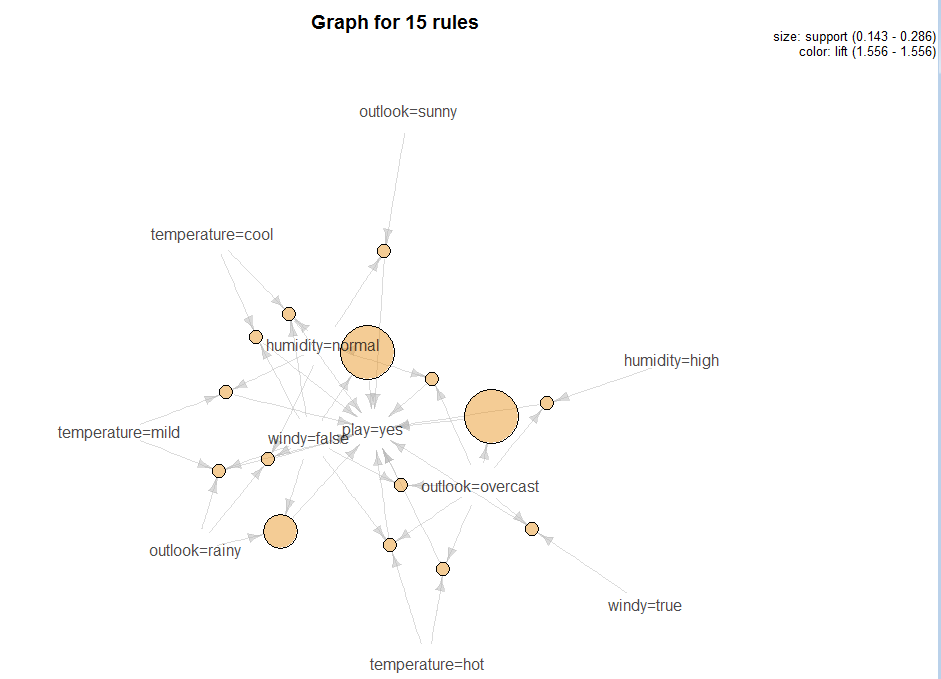 Graph for 15 rules
size: support (0.143 - 0.286)
color: lift (1.556 - 1.556)
outlook=sunny
temperature=cool
humidity=normal
humidity=high
temperature=mild
windy=false
play=yes
outlook=overcast
outlook=rainy
windy=true
temperature=hot